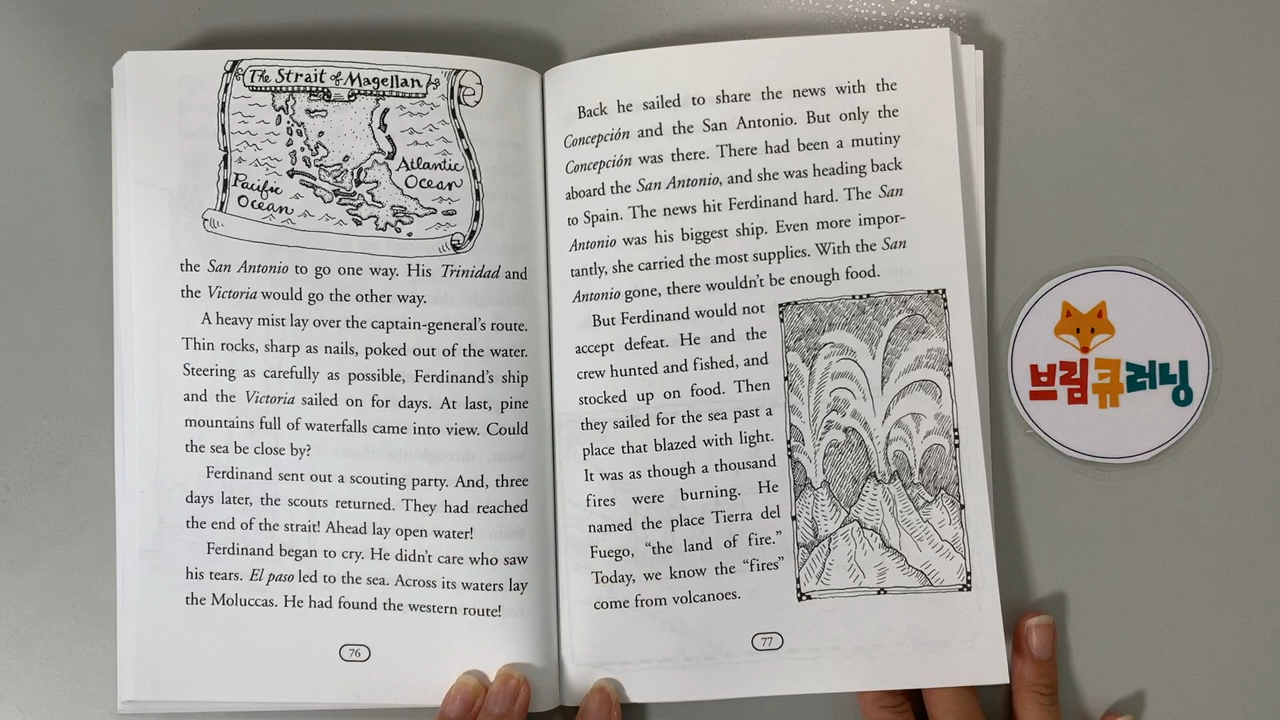 The Strait of Magellan
Atlantic
Ocean
Pacific
Ocean
the San Antonio to go one way. His Trinidad and
the Victoria would go the other way.
A heavy mist lay over the captain-general's route.
Thin rocks, sharp as nails, poked out of the water.
Steering as carefully as possible, Ferdinand's ship
and the Victoria sailed on for days. At last, pine
mountains full of waterfalls came into view. Could
the sea be close by?
Ferdinand sent out a scouting party. And, three
days later, the scouts returned. They had reached
the end of the strait! Ahead lay open water!
Ferdinand began to cry. He didn't care who saw
his tears. El paso led to the sea. Across its waters lay
the Moluccas. He had found the western route!
76
Back he sailed to share the news with the
Concepción and the San Antonio. But only the
Concepción was there. There had been a mutiny
aboard the San Antonio, and she was heading back
to Spain. The news hit Ferdinand hard. The San
Antonio was his biggest ship. Even more impor-
tantly, she carried the most supplies. With the San
Antonio gone, there wouldn't be enough food.
But Ferdinand would not
accept defeat. He and the
crew hunted and fished, and
stocked up on food. Then
they sailed for the sea past a
place that blazed with light.
It was as though a thousand
fires were burning. He
named the place Tierra del
Fuego, “the land of fire.”
Today, we know the “fires”
come from volcanoes.
77
브림큐러닝